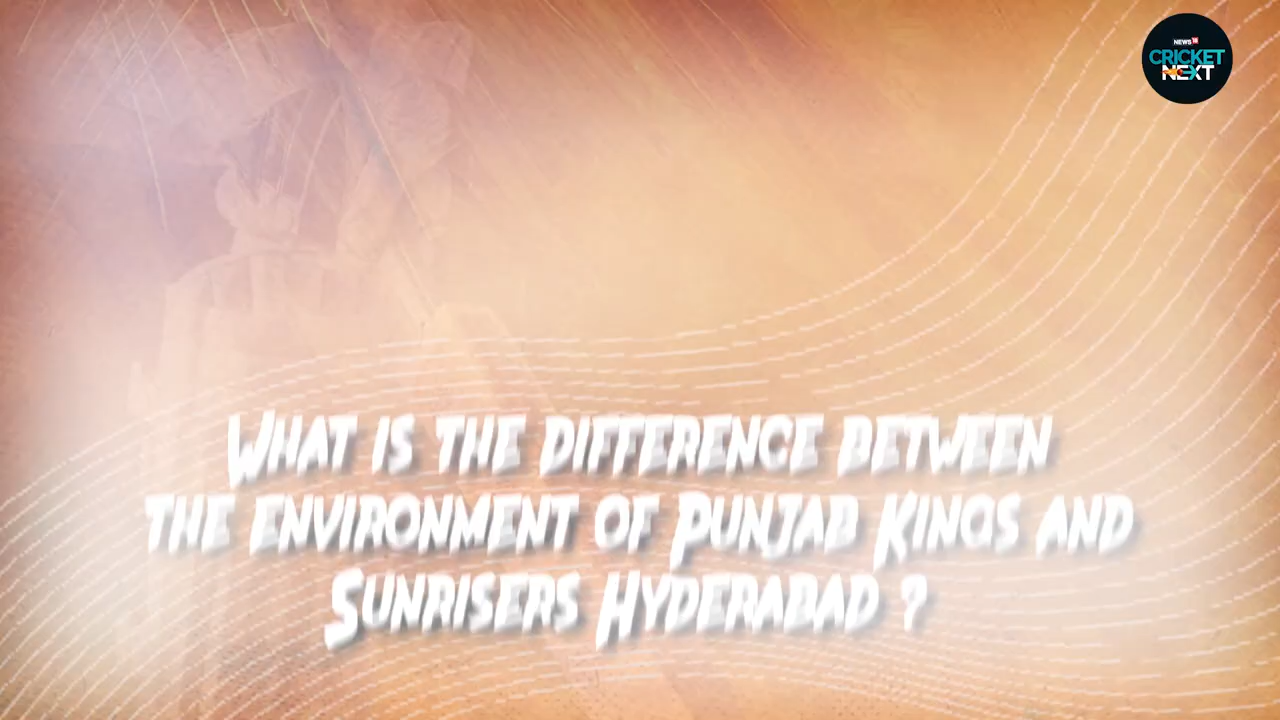 NEWS18
CRICKET
NEXT
What is the difference between
the environment of Punjab Kings and
Sunrisers Hyderabad ?